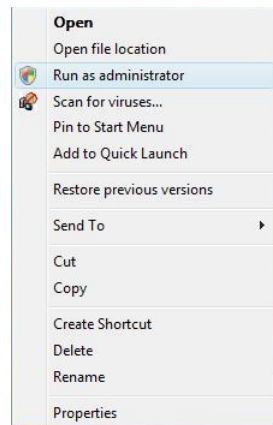 Open
Open file location
Run as administrator
Scan for viruses...
Pin to Start Menu
Add to Quick Launch
Restore previous versions
Send To
Cut
Copy
Create Shortcut
Delete
Rename
Properties